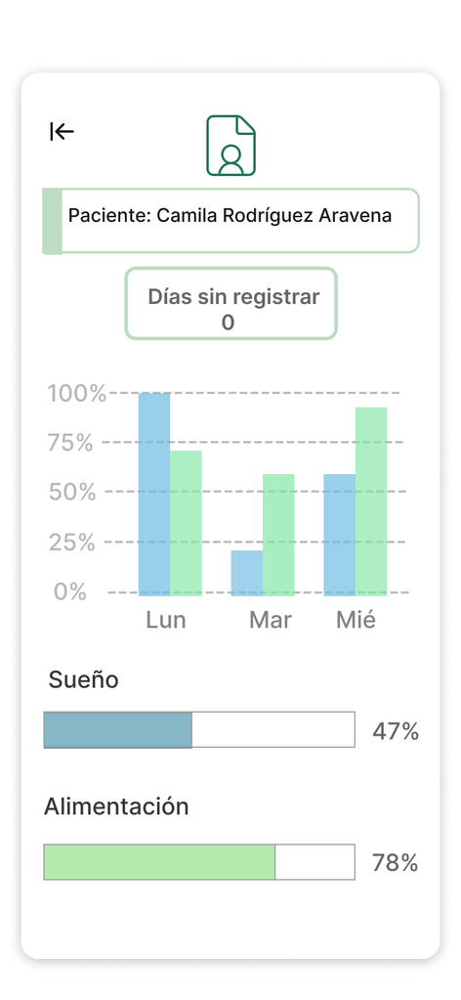 Paciente: Camila Rodríguez Aravena
Días sin registrar
0
100%
75%
50%
25%
0%
Lun Mar Mié
Sueño
47%
Alimentación
78%